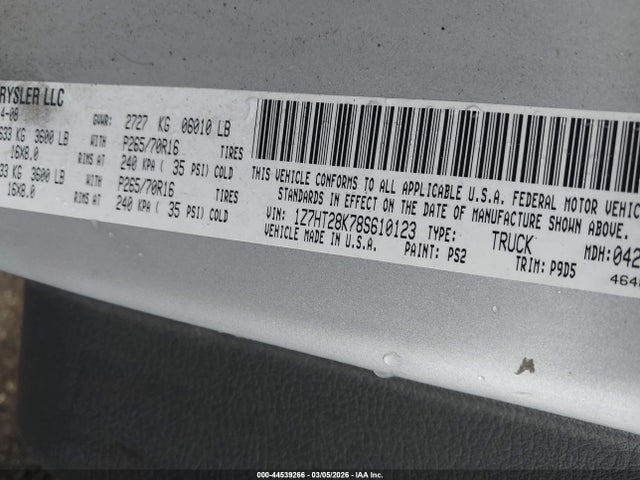 RYSLER LLC
4-08
GVWR: 2727 KG 06010 LB
633 KG 3600 LB WITH P265/70R16 TIRES
16X8.0 RIMS AT 240 KPA ( 35 PSI) COLD
33 KG 3600 LB WITH P265/70R16 TIRES
16X8.0 RIMS AT 240 KPA ( 35 PSI) COLD
THIS VEHICLE CONFORMS TO ALL APPLICABLE U.S.A. FEDERAL MOTOR VEHICLE
STANDARDS IN EFFECT ON THE DATE OF MANUFACTURE SHOWN ABOVE.
VIN: 1Z7HT28K78S610123 TYPE: TRUCK MDH:042
VEHICLE MADE IN U.S.A. PAINT: PS2 TRIM: P9D5
464
000-44539266 - 03/05/2026 - IAA Inc.